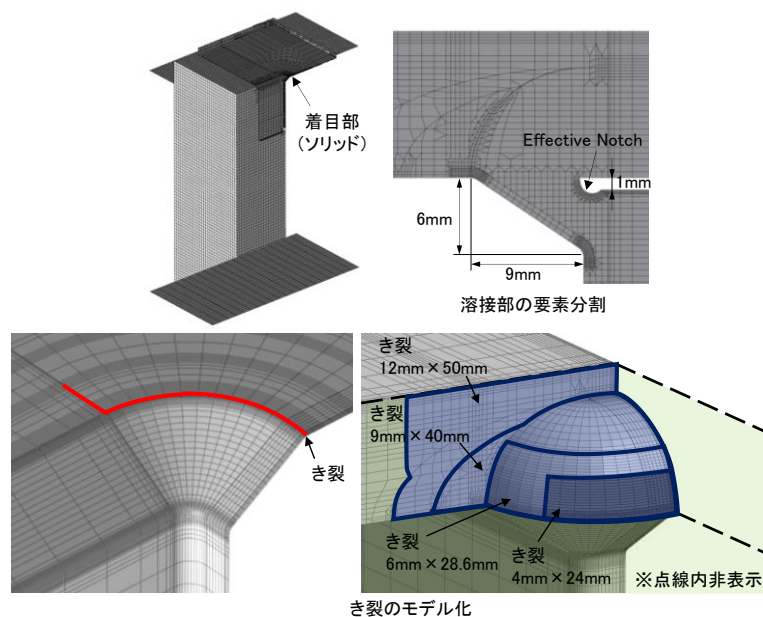 着目部
(ソリッド)
Effective Notch
1mm
6mm
9mm
溶接部の要素分割
き裂
き裂
12mm×50mm
き裂
9mm×40mm
き裂
6mm×28.6mm
き裂
4mm×24mm
※点線内非表示
き裂のモデル化